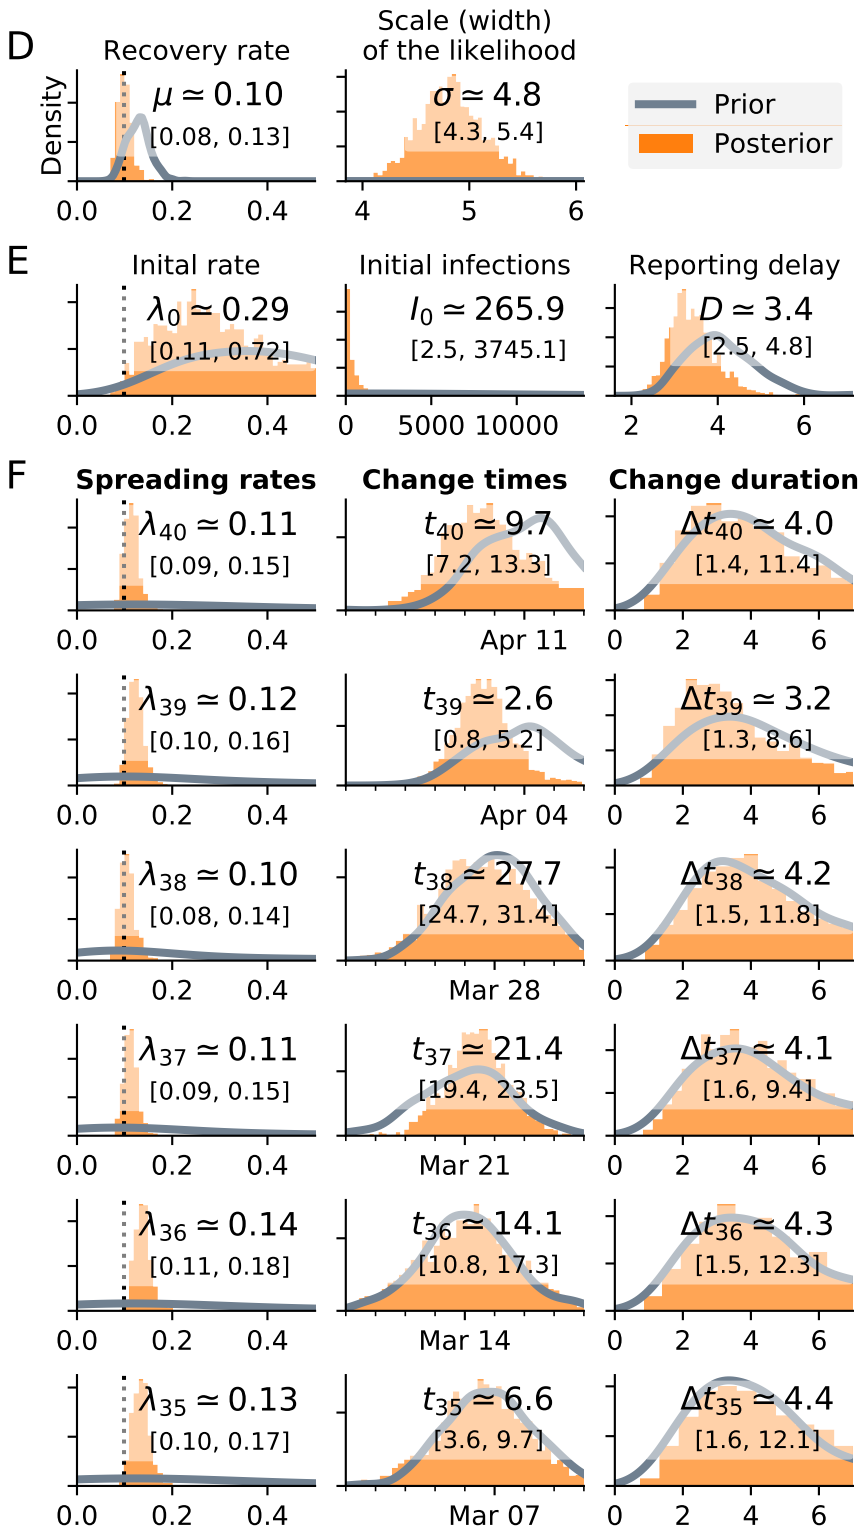 D
Recovery rate
Scale (width)
of the likelihood
Density
μ ≃ 0.10
[0.08, 0.13]
σ ≃ 4.8
[4.3, 5.4]
Prior
Posterior
0.0 0.2 0.4
4 5 6
E
Inital rate
Initial infections
Reporting delay
λ0 ≃ 0.29
[0.11, 0.72]
I0 ≃ 265.9
[2.5, 3745.1]
D ≃ 3.4
[2.5, 4.8]
0.0 0.2 0.4
0 5000 10000
2 4 6
F
Spreading rates
Change times
Change duration
λ40 ≃ 0.11
[0.09, 0.15]
t40 ≃ 9.7
[7.2, 13.3]
Δt40 ≃ 4.0
[1.4, 11.4]
0.0 0.2 0.4
Apr 11
0 2 4 6
λ39 ≃ 0.12
[0.10, 0.16]
t39 ≃ 2.6
[0.8, 5.2]
Δt39 ≃ 3.2
[1.3, 8.6]
0.0 0.2 0.4
Apr 04
0 2 4 6
λ38 ≃ 0.10
[0.08, 0.14]
t38 ≃ 27.7
[24.7, 31.4]
Δt38 ≃ 4.2
[1.5, 11.8]
0.0 0.2 0.4
Mar 28
0 2 4 6
λ37 ≃ 0.11
[0.09, 0.15]
t37 ≃ 21.4
[19.4, 23.5]
Δt37 ≃ 4.1
[1.6, 9.4]
0.0 0.2 0.4
Mar 21
0 2 4 6
λ36 ≃ 0.14
[0.11, 0.18]
t36 ≃ 14.1
[10.8, 17.3]
Δt36 ≃ 4.3
[1.5, 12.3]
0.0 0.2 0.4
Mar 14
0 2 4 6
λ35 ≃ 0.13
[0.10, 0.17]
t35 ≃ 6.6
[3.6, 9.7]
Δt35 ≃ 4.4
[1.6, 12.1]
0.0 0.2 0.4
Mar 07
0 2 4 6